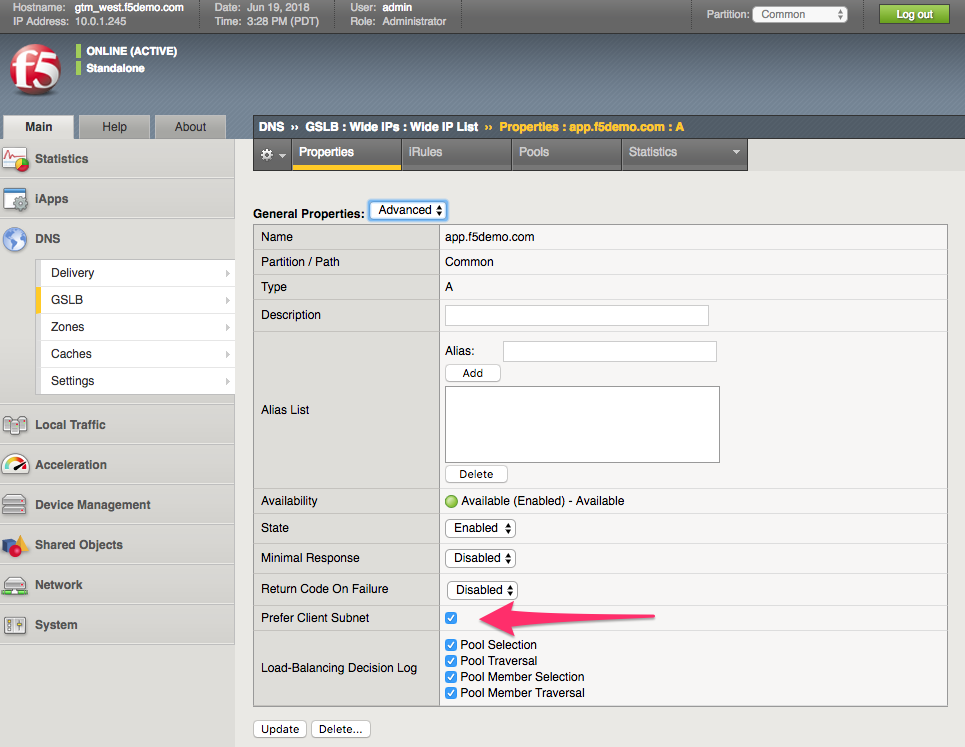 Hostname: gtm_west.f5demo.com Date: Jun 19, 2018 User: admin
IP Address: 10.0.1.245 Time: 3:28 PM (PDT) Role: Administrator
Partition: Common Log out
f5
ONLINE (ACTIVE)
Standalone
Main Help About
DNS ›› GSLB : Wide IPs : Wide IP List ›› Properties : app.f5demo.com : A
Properties iRules Pools Statistics
Statistics
iApps
DNS
Delivery
GSLB
Zones
Caches
Settings
Local Traffic
Acceleration
Device Management
Shared Objects
Network
System
General Properties: Advanced
Name app.f5demo.com
Partition / Path Common
Type A
Description
Alias List
Alias:
Add
Delete
Availability Available (Enabled) - Available
State Enabled
Minimal Response Disabled
Return Code On Failure Disabled
Prefer Client Subnet
Load-Balancing Decision Log
Pool Selection
Pool Traversal
Pool Member Selection
Pool Member Traversal
Update Delete...